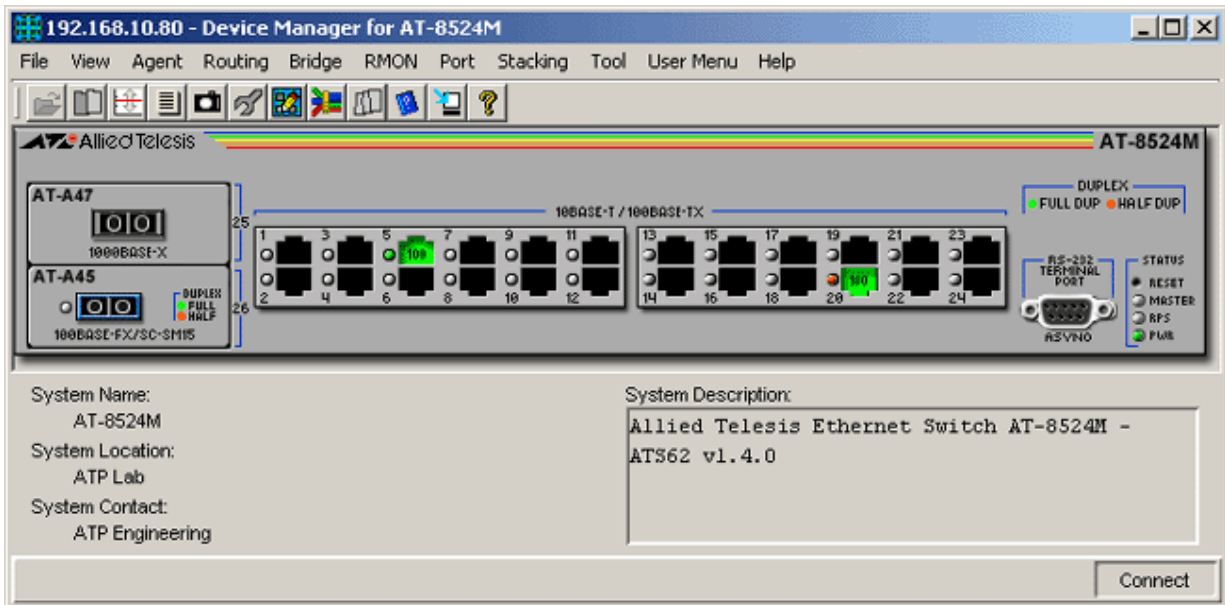 192.168.10.80 - Device Manager for AT-8524M
File View Agent Routing Bridge RMON Port Stacking Tool User Menu Help
Allied Telesis
AT-8524M
AT-A47
1000BASE-X
25
AT-A45
DUPLEX
FULL
HALF
26
100BASE-FX/SC-SM15
10BASE-T / 100BASE-TX
1 3 5 7 9 11 13 15 17 19 21 23
100
100
2 4 6 8 10 12 14 16 18 20 22 24
DUPLEX
FULL DUP HALF DUP
RS-232
TERMINAL
PORT
ASYNO
STATUS
RESET
MASTER
RPS
PWR
System Name:
AT-8524M
System Location:
ATP Lab
System Contact:
ATP Engineering
System Description:
Allied Telesis Ethernet Switch AT-8524M -
ATS62 v1.4.0
Connect